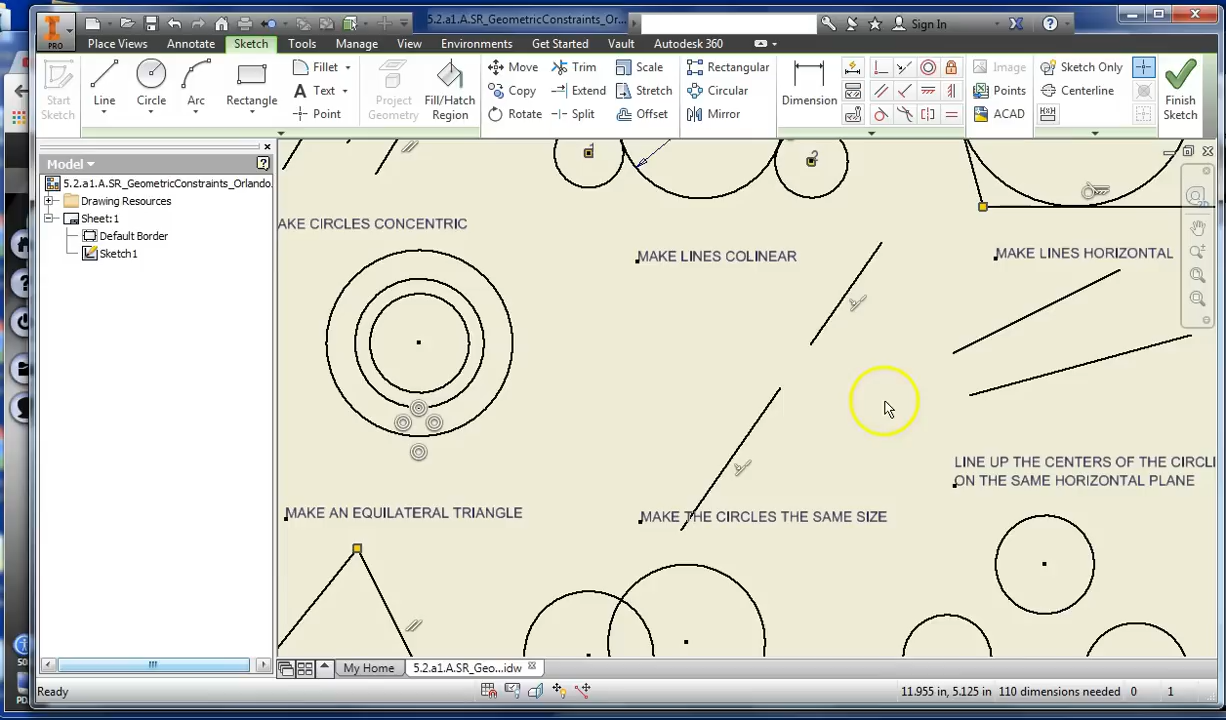 5.2.a1.A.SR_GeometricConstraints_Or...
Sign In
PRO
Place Views
Annotate
Sketch
Tools
Manage
View
Environments
Get Started
Vault
Autodesk 360
Start Sketch
Line
Circle
Arc
Rectangle
Fillet
Text
Point
Project Geometry
Fill/Hatch Region
Move
Copy
Rotate
Trim
Extend
Split
Scale
Stretch
Offset
Rectangular
Circular
Mirror
Dimension
Image
Points
ACAD
Sketch Only
Centerline
Finish Sketch
Model
5.2.a1.A.SR_GeometricConstraints_Orlando.
Drawing Resources
Sheet:1
Default Border
Sketch1
AKE CIRCLES CONCENTRIC
MAKE LINES COLINEAR
MAKE LINES HORIZONTAL
LINE UP THE CENTERS OF THE CIRCL
ON THE SAME HORIZONTAL PLANE
MAKE AN EQUILATERAL TRIANGLE
MAKE THE CIRCLES THE SAME SIZE
My Home
5.2.a1.A.SR_Geo...idw
Ready
11.955 in, 5.125 in
110 dimensions needed
0
1